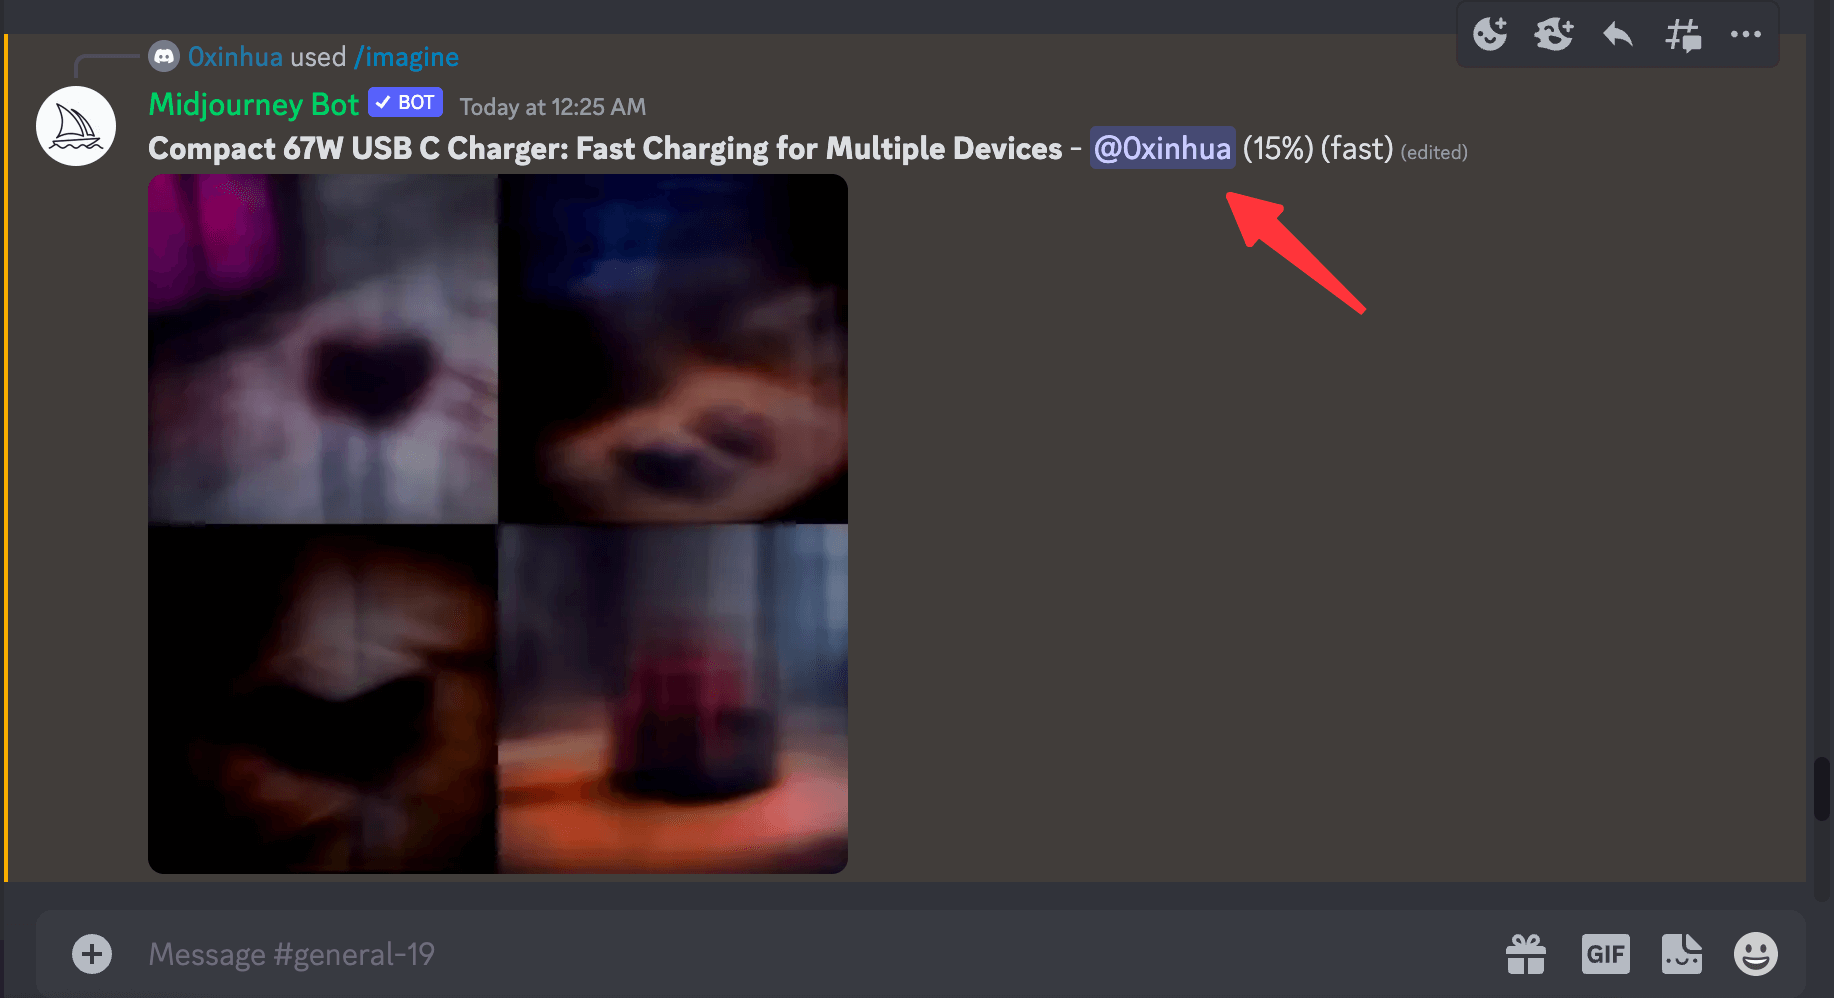 0xinhua used /imagine
Midjourney Bot BOT Today at 12:25 AM
Compact 67W USB C Charger: Fast Charging for Multiple Devices - @0xinhua (15%) (fast) (edited)
Message #general-19
GIF